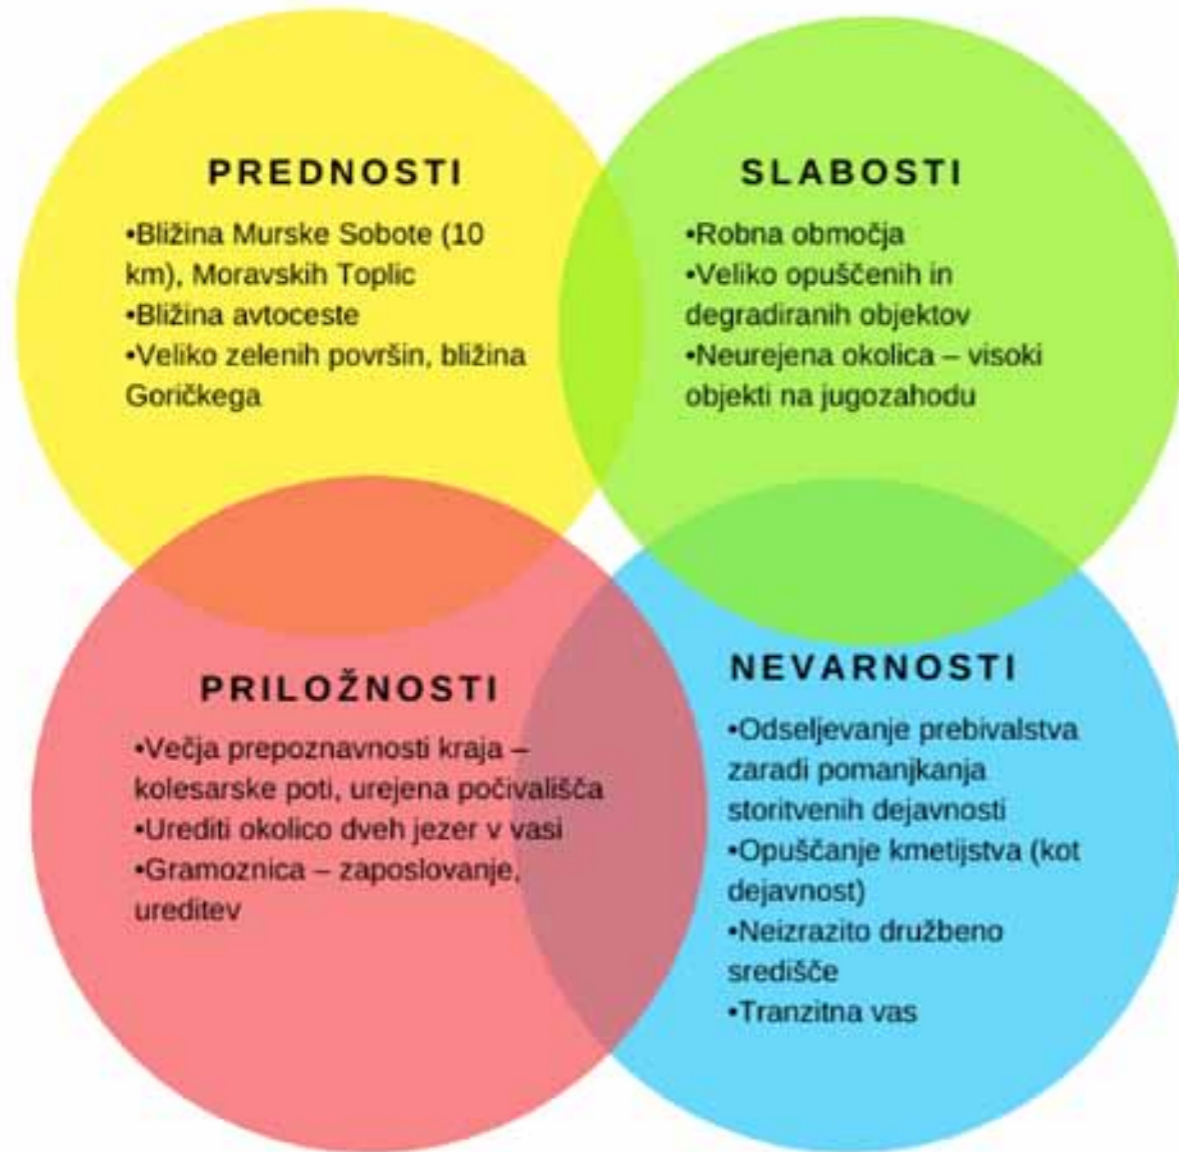 PREDNOSTI
•Bližina Murske Sobote (10
km), Moravskih Toplic
•Bližina avtoceste
•Veliko zelenih površin, bližina
Goričkega
SLABOSTI
•Robna območja
•Veliko opuščenih in
degradiranih objektov
•Neurejena okolica – visoki
objekti na jugozahodu
PRILOŽNOSTI
•Večja prepoznavnosti kraja –
kolesarske poti, urejena počivališča
•Urediti okolico dveh jezer v vasi
•Gramoznica – zaposlovanje,
ureditev
NEVARNOSTI
•Odseljevanje prebivalstva
zaradi pomanjkanja
storitvenih dejavnosti
•Opuščanje kmetijstva (kot
dejavnost)
•Neizrazito družbeno
središče
•Tranzitna vas